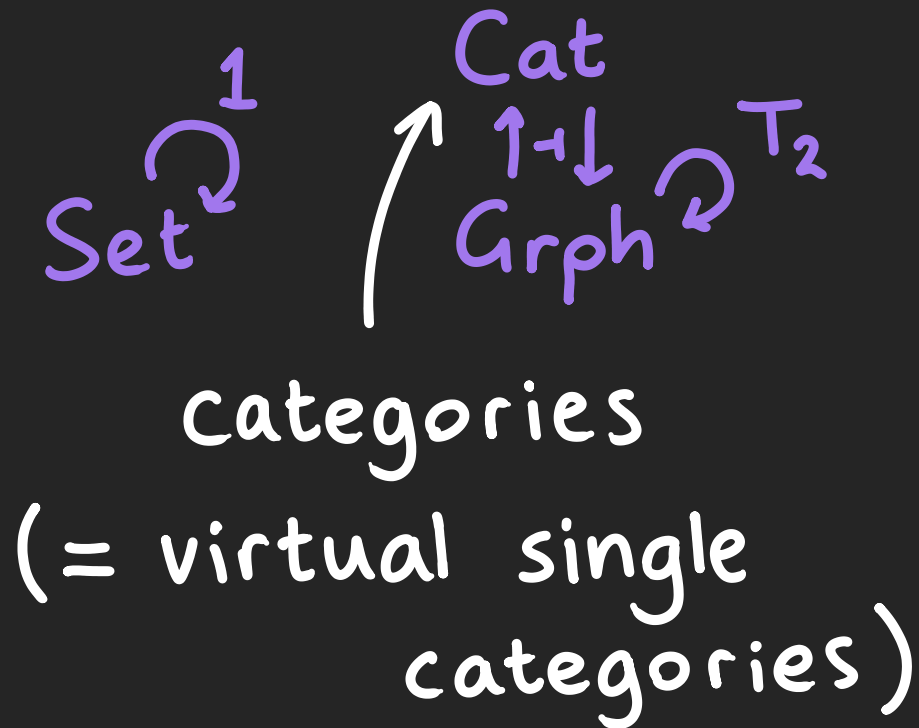 1
Cat
⊣
T₂
Set
Grph
categories
(= virtual single
categories)